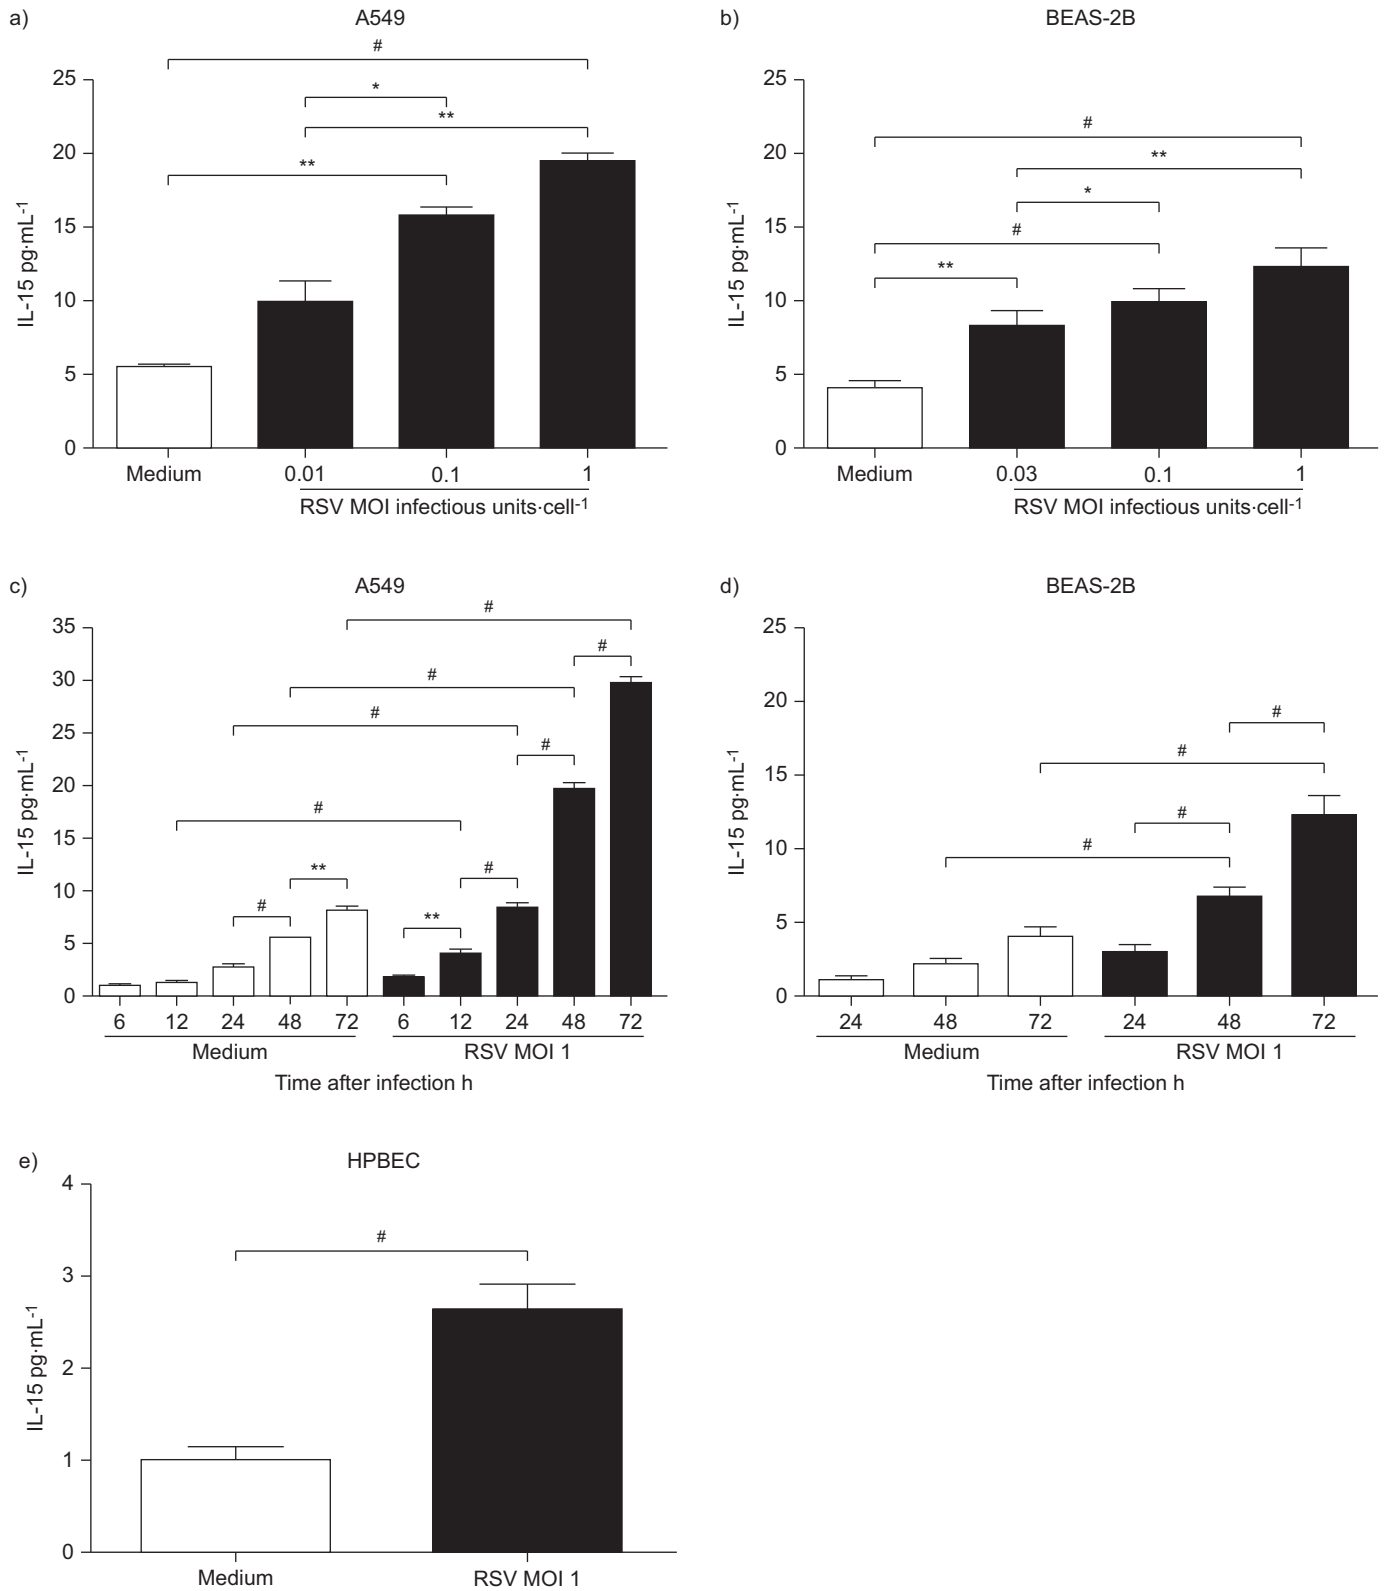 a)
A549
#
*
**
**
25
20
15
10
5
0
IL-15 pg·mL-1
Medium 0.01 0.1 1
RSV MOI infectious units·cell-1
b)
BEAS-2B
#
**
*
#
**
25
20
15
10
5
0
IL-15 pg·mL-1
Medium 0.03 0.1 1
RSV MOI infectious units·cell-1
c)
A549
#
#
#
#
#
#
#
**
#
**
35
30
25
20
15
10
5
0
IL-15 pg·mL-1
6 12 24 48 72 6 12 24 48 72
Medium RSV MOI 1
Time after infection h
d)
BEAS-2B
#
#
#
#
25
20
15
10
5
0
IL-15 pg·mL-1
24 48 72 24 48 72
Medium RSV MOI 1
Time after infection h
e)
HPBEC
#
4
3
2
1
0
IL-15 pg·mL-1
Medium RSV MOI 1